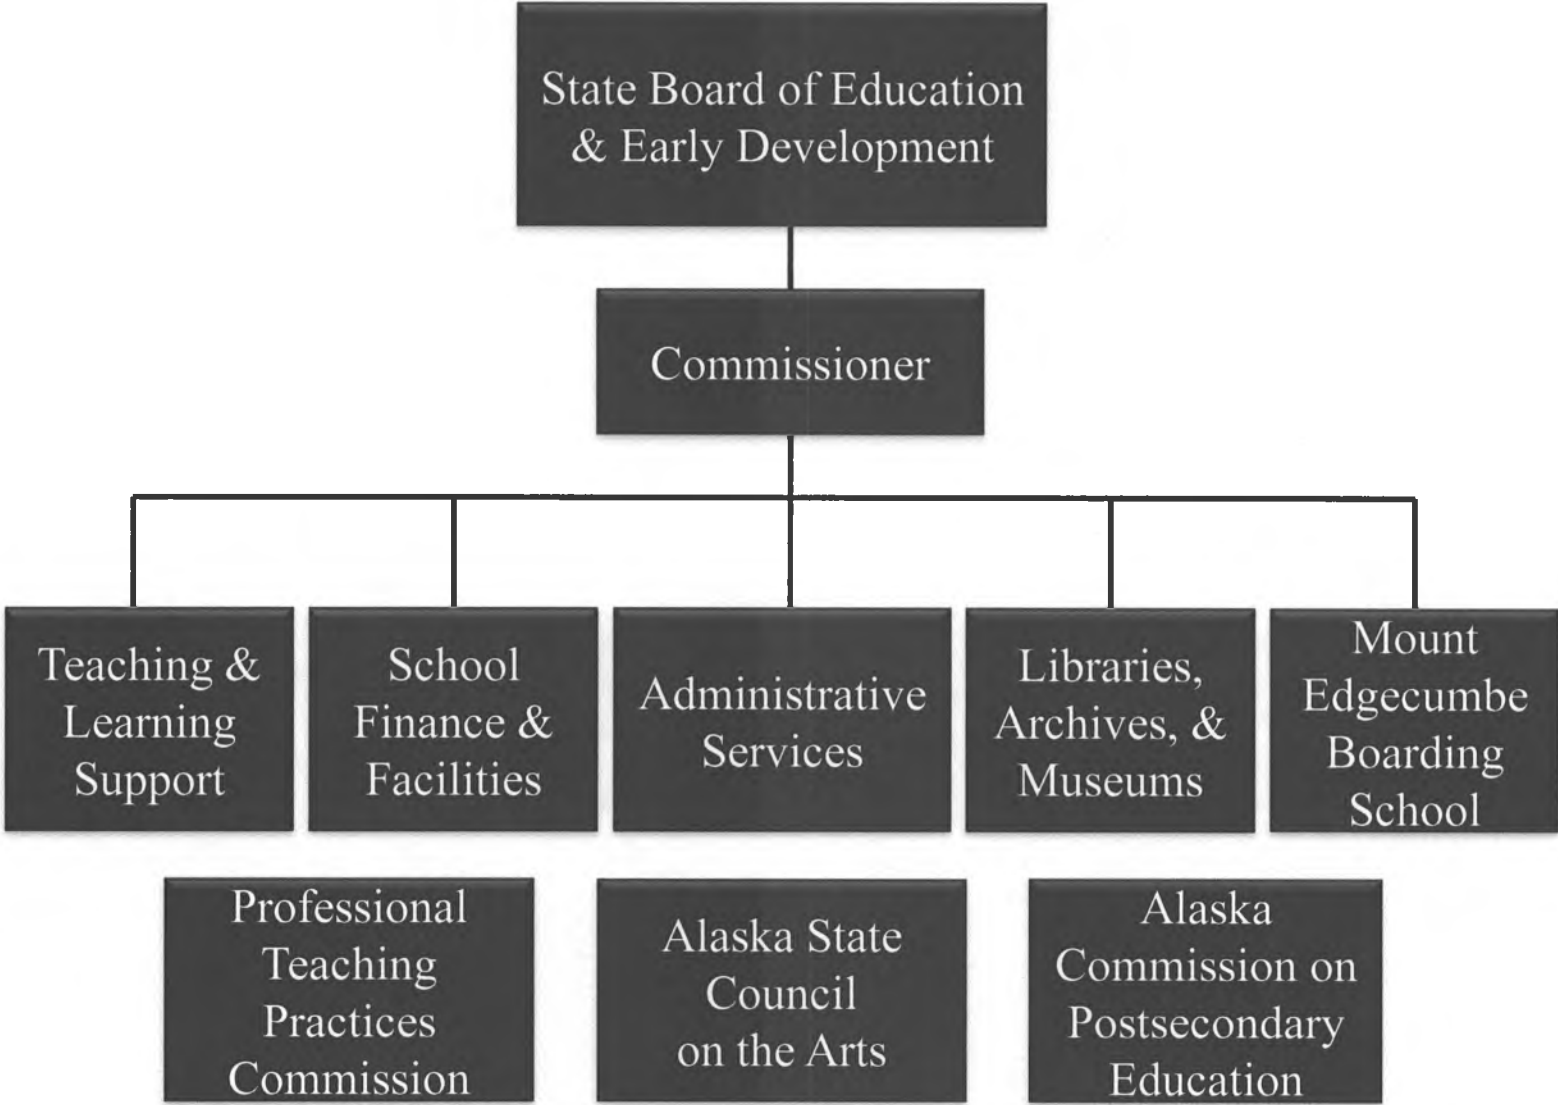 State Board of Education
& Early Development
Commissioner
Teaching &
Learning
Support
School
Finance &
Facilities
Administrative
Services
Libraries,
Archives, &
Museums
Mount
Edgecumbe
Boarding
School
Professional
Teaching
Practices
Commission
Alaska State
Council
on the Arts
Alaska
Commission on
Postsecondary
Education